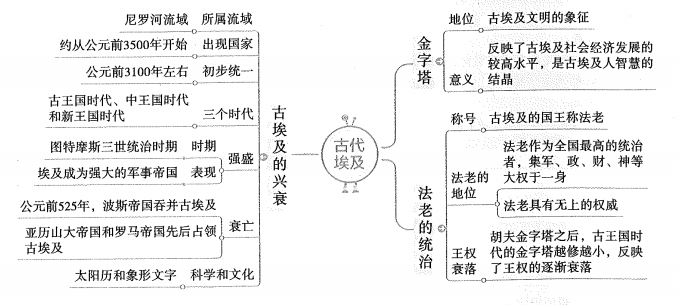 古代
埃及
古埃及的兴衰
所属流域
尼罗河流域
出现国家
约从公元前3500年开始
初步统一
公元前3100年左右
三个时代
古王国时代、中王国时代
和新王国时代
强盛
时期
图特摩斯三世统治时期
表现
埃及成为强大的军事帝国
衰亡
公元前525年，波斯帝国吞并古埃及
亚历山大帝国和罗马帝国先后占领
古埃及
科学和文化
太阳历和象形文字
金字塔
地位
古埃及文明的象征
意义
反映了古埃及社会经济发展的
较高水平，是古埃及人智慧的
结晶
法老的统治
称号
古埃及的国王称法老
法老的
地位
法老作为全国最高的统治
者，集军、政、财、神等
大权于一身
法老具有无上的权威
王权
衰落
胡夫金字塔之后，古王国时
代的金字塔越修越小，反映
了王权的逐渐衰落